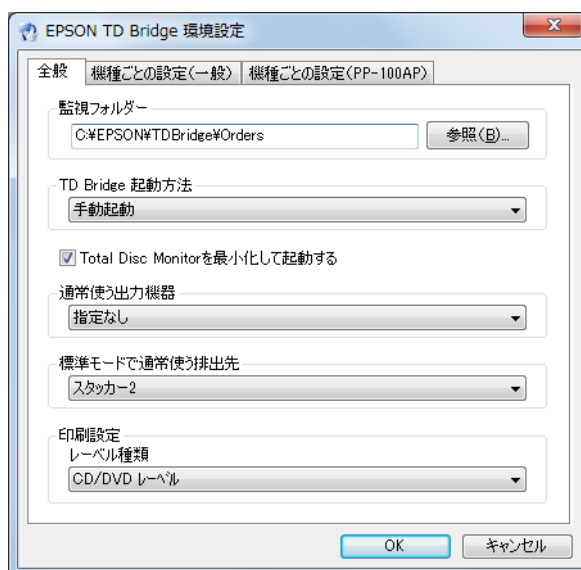 EPSON TD Bridge 環境設定
全般 機種ごとの設定(一般) 機種ごとの設定(PP-100AP)
監視フォルダー
C:¥EPSON¥TDBridge¥Orders 参照(B)...
TD Bridge 起動方法
手動起動
Total Disc Monitorを最小化して起動する
通常使う出力機器
指定なし
標準モードで通常使う排出先
スタッカー2
印刷設定
レーベル種類
CD/DVD レーベル
OK キャンセル